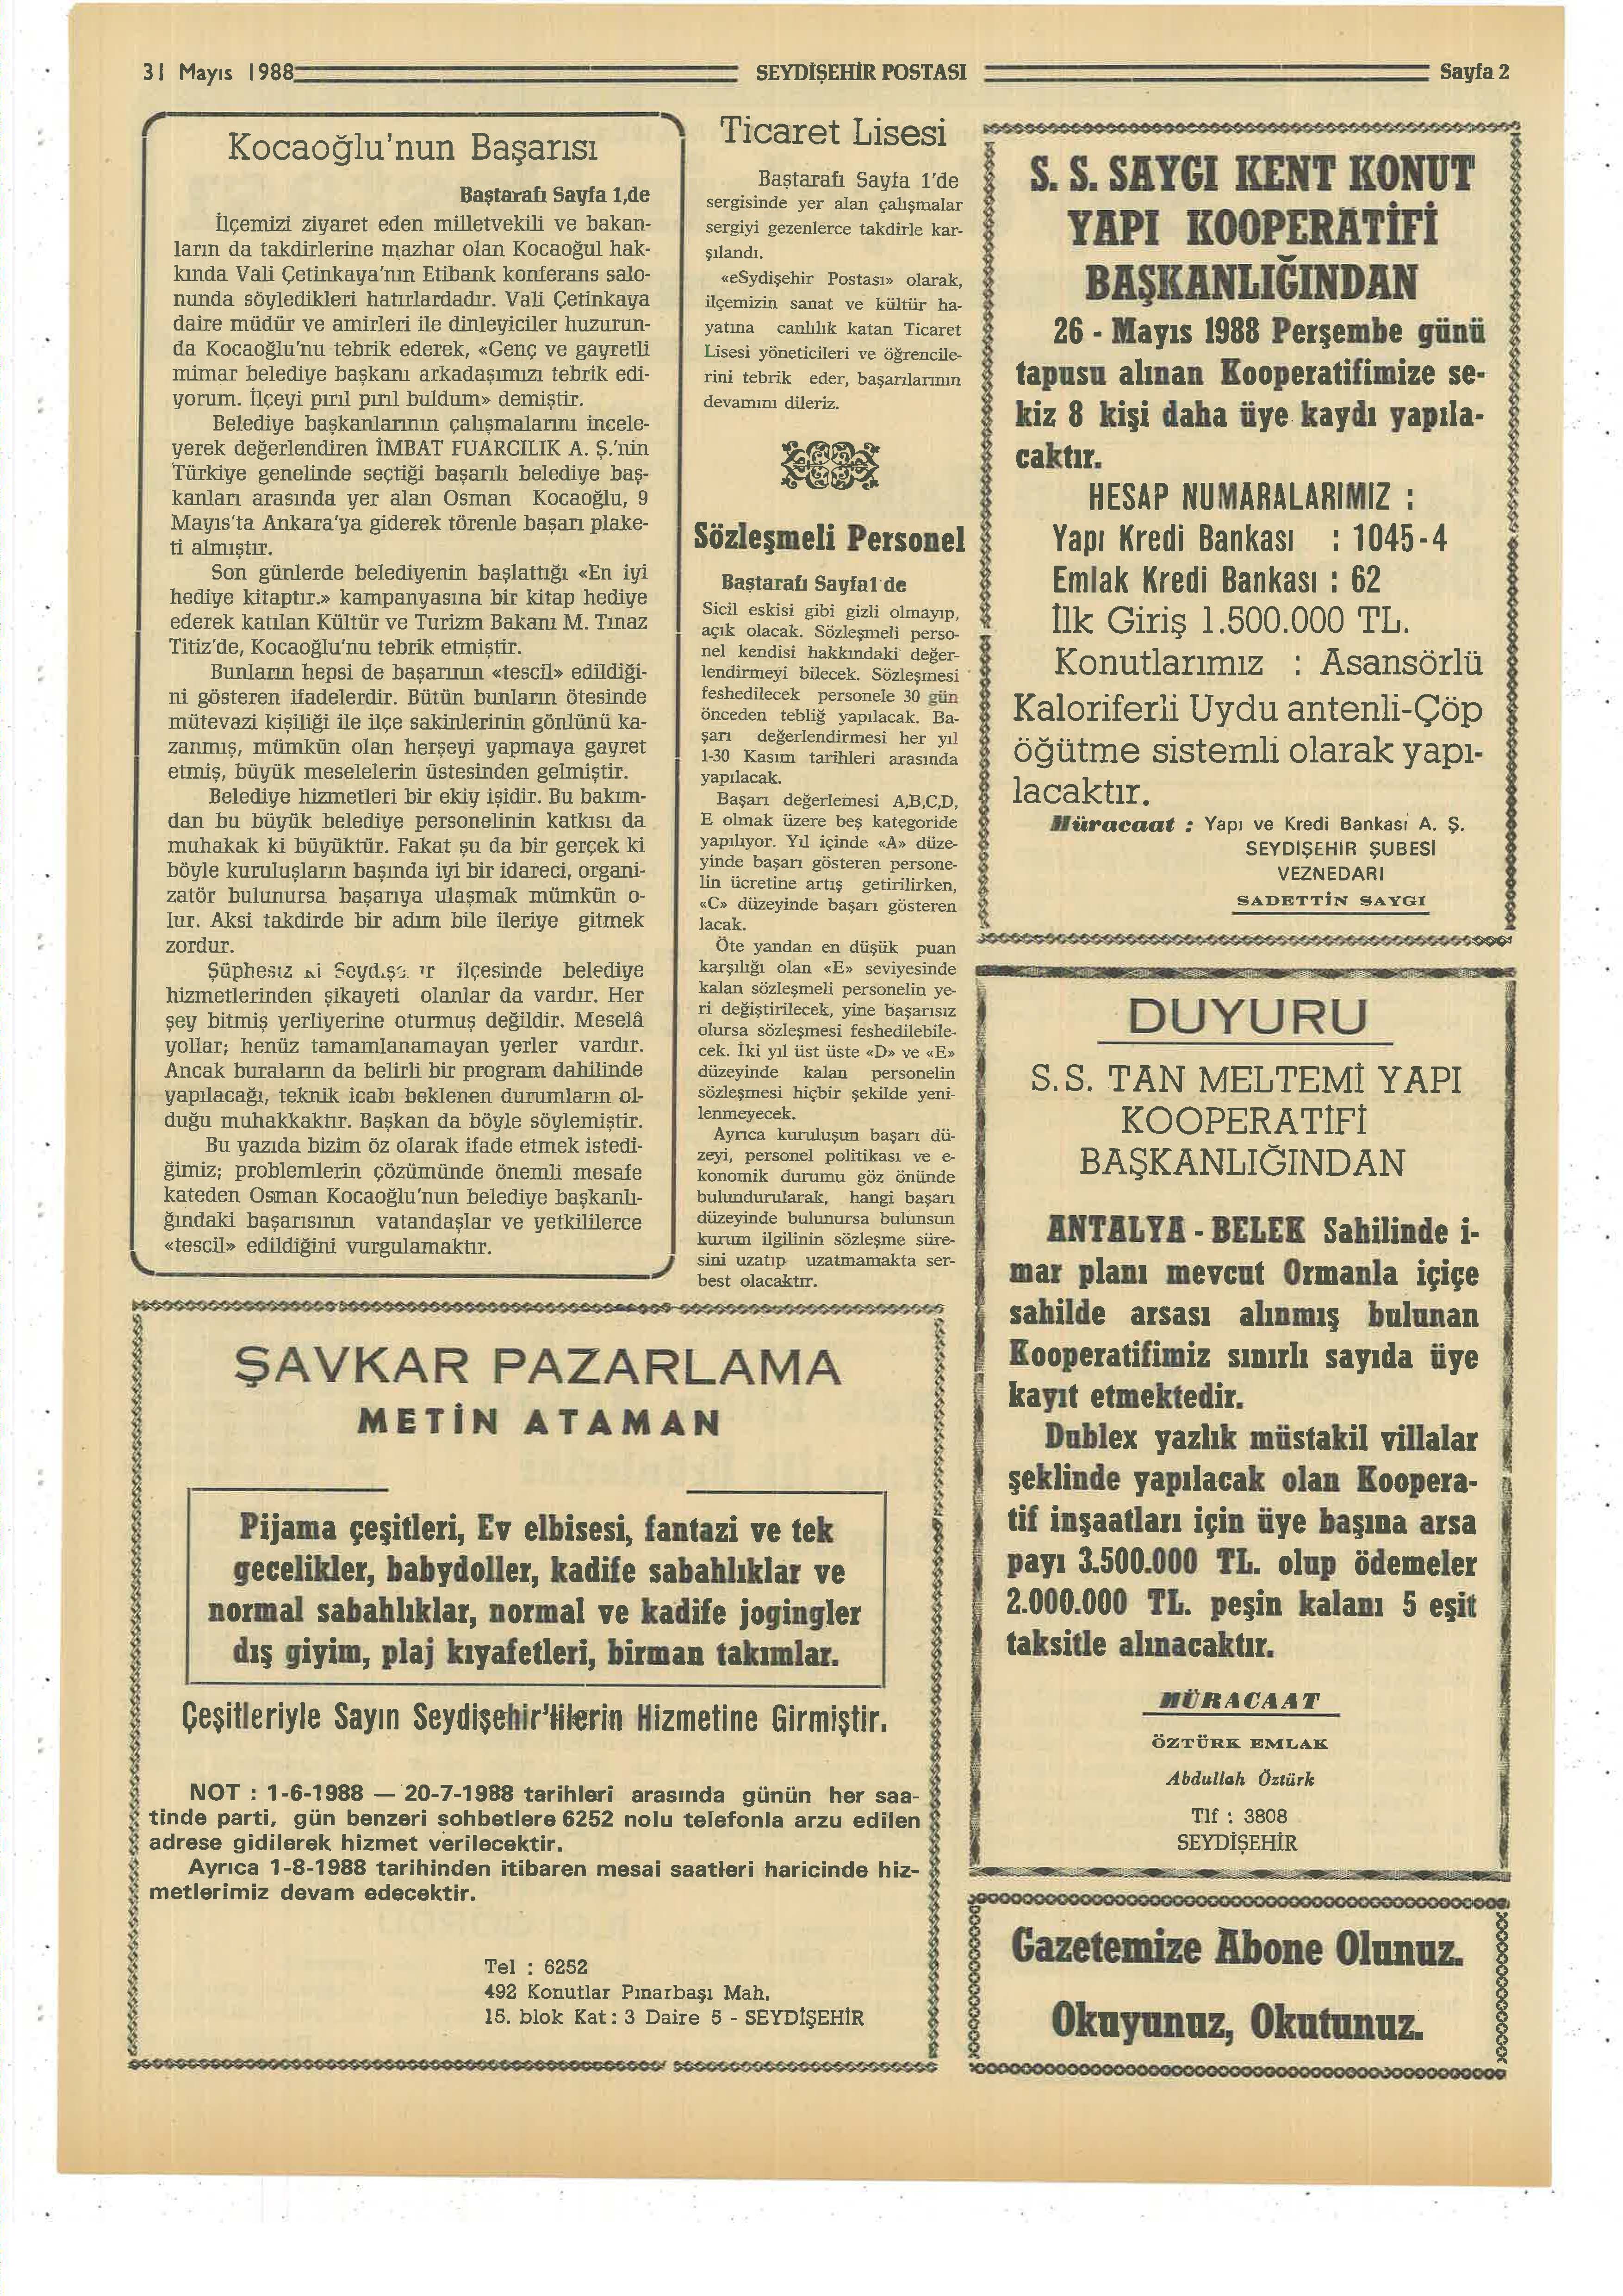 31 Mayıs 1988
SEYDİŞEHİR POSTASI
Sayfa 2
Kocaoğlu'nun Başarısı
Baştarafı Sayfa 1,de
İlçemizi ziyaret eden milletvekili ve bakan-
ların da takdirlerine mazhar olan Kocaoğul hak-
kında Vali Çetinkaya'nın Etibank konferans salo-
nunda söyledikleri hatırlardadır. Vali Çetinkaya
daire müdür ve amirleri ile dinleyiciler huzurun-
da Kocaoğlu'nu tebrik ederek, «Genç ve gayretli
mimar belediye başkanı arkadaşımızı tebrik edi-
yorum. İlçeyi pırıl pırıl buldum» demiştir.
Belediye başkanlarının çalışmalarını incele-
yerek değerlendiren İMBAT FUARCILIK A. Ş.'nin
Türkiye genelinde seçtiği başarılı belediye baş-
kanları arasında yer alan Osman Kocaoğlu, 9
Mayıs'ta Ankara'ya giderek törenle başarı plake-
ti almıştır.
Son günlerde belediyenin başlattığı «En iyi
hediye kitaptır.» kampanyasına bir kitap hediye
ederek katılan Kültür ve Turizm Bakanı M. Tınaz
Titiz'de, Kocaoğlu'nu tebrik etmiştir.
Bunların hepsi de başarının «tescil» edildiği-
ni gösteren ifadelerdir. Bütün bunların ötesinde
mütevazi kişiliği ile ilçe sakinlerinin gönlünü ka-
zanmış, mümkün olan herşeyi yapmaya gayret
etmiş, büyük meselelerin üstesinden gelmiştir.
Belediye hizmetleri bir ekiy işidir. Bu bakım-
dan bu büyük belediye personelinin katkısı da
muhakak ki büyüktür. Fakat şu da bir gerçek ki
böyle kuruluşların başında iyi bir idareci, organi-
zatör bulunursa başarıya ulaşmak mümkün o-
lur. Aksi takdirde bir adım bile ileriye gitmek
zordur.
Şüphesiz ki ilçesinde belediye
hizmetlerinden şikayeti olanlar da vardır. Her
şey bitmiş yerliyerine oturmuş değildir. Meselâ
yollar; henüz tamamlanamayan yerler vardır.
Ancak buraların da belirli bir program dahilinde
yapılacağı, teknik icabı beklenen durumların ol-
duğu muhakkaktır. Başkan da böyle söylemiştir.
Bu yazıda bizim öz olarak ifade etmek istedi-
ğimiz; problemlerin çözümünde önemli mesafe
kateden Osman Kocaoğlu'nun belediye başkanlı-
ğındaki başarısının vatandaşlar ve yetkililerce
«tescil» edildiğini vurgulamaktır.
Ticaret Lisesi
Baştarafı Sayfa 1'de
sergisinde yer alan çalışmalar
sergiyi gezenlerce takdirle kar-
şılandı.
«eSydişehir Postası» olarak,
ilçemizin sanat ve kültür ha-
yatına canlılık katan Ticaret
Lisesi yöneticileri ve öğrencile-
rini tebrik eder, başarılarının
devamını dileriz.
Sözleşmeli Personel
Baştarafı Sayfa1'de
Sicil eskisi gibi gizli olmayıp,
açık olacak. Sözleşmeli perso-
nel kendisi hakkındaki değer-
lendirmeyi bilecek. Sözleşmesi
feshedilecek personele 30 gün
önceden tebliğ yapılacak. Ba-
şarı değerlendirmesi her yıl
1-30 Kasım tarihleri arasında
yapılacak.
Başarı değerlemesi A,B,C,D,
E olmak üzere beş kategoride
yapılıyor. Yıl içinde «A» düze-
yinde başarı gösteren persone-
lin ücretine artış getirilirken,
«C» düzeyinde başarı gösteren
lacak.
Öte yandan en düşük puan
karşılığı olan «E» seviyesinde
kalan sözleşmeli personelin ye-
ri değiştirilecek, yine başarısız
olursa sözleşmesi feshedilebile-
cek. İki yıl üst üste «D» ve «E»
düzeyinde kalan personelin
sözleşmesi hiçbir şekilde yeni-
lenmeyecek.
Ayrıca kuruluşun başarı dü-
zeyi, personel politikası ve e-
konomik durumu göz önünde
bulundurularak, hangi başarı
düzeyinde bulunursa bulunsun
kurum ilgilinin sözleşme süre-
sini uzatıp uzatmamakta ser-
best olacaktır.
S. S. SAYGI KENT KONUT
YAPI KOOPERATİFİ
BAŞKANLIĞINDAN
26 - Mayıs 1988 Perşembe günü
tapusu alınan Kooperatifimize se-
kiz 8 kişi daha üye kaydı yapıla-
caktır.
HESAP NUMARALARIMIZ :
Yapı Kredi Bankası : 1045-4
Emlak Kredi Bankası : 62
İlk Giriş 1.500.000 TL.
Konutlarımız : Asansörlü
Kaloriferli Uydu antenli-Çöp
öğütme sistemli olarak yapı-
lacaktır.
Müracaat : Yapı ve Kredi Bankası A. Ş.
SEYDİŞEHİR ŞUBESİ
VEZNEDARI
SADETTİN SAYGI
DUYURU
S.S. TAN MELTEMİ YAPI
KOOPERATİFİ
BAŞKANLIĞINDAN
ANTALYA - BELEK Sahilinde i-
mar planı mevcut Ormanla içiçe
sahilde arsası alınmış bulunan
Kooperatifimiz sınırlı sayıda üye
kayıt etmektedir.
Dublex yazlık müstakil villalar
şeklinde yapılacak olan Koopera-
tif inşaatları için üye başına arsa
payı 3.500.000 TL. olup ödemeler
2.000.000 TL. peşin kalanı 5 eşit
taksitle alınacaktır.
MÜRACAAT
ÖZTÜRK EMLAK
Abdullah Öztürk
Tlf : 3808
SEYDİŞEHİR
ŞAVKAR PAZARLAMA
METİN ATAMAN
Pijama çeşitleri, Ev elbisesi, fantazi ve tek
gecelikler, babydoller, kadife sabahlıklar ve
normal sabahlıklar, normal ve kadife jogingler
dış giyim, plaj kıyafetleri, birman takımlar.
Çeşitleriyle Sayın Seydişehir'lilerin Hizmetine Girmiştir.
NOT : 1-6-1988 — 20-7-1988 tarihleri arasında günün her saa-
tinde parti, gün benzeri sohbetlere 6252 nolu telefonla arzu edilen
adrese gidilerek hizmet verilecektir.
Ayrıca 1-8-1988 tarihinden itibaren mesai saatleri haricinde hiz-
metlerimiz devam edecektir.
Tel : 6252
492 Konutlar Pınarbaşı Mah,
15. blok Kat: 3 Daire 5 - SEYDİŞEHİR
Gazetemize Abone Olunuz.
Okuyunuz, Okutunuz.